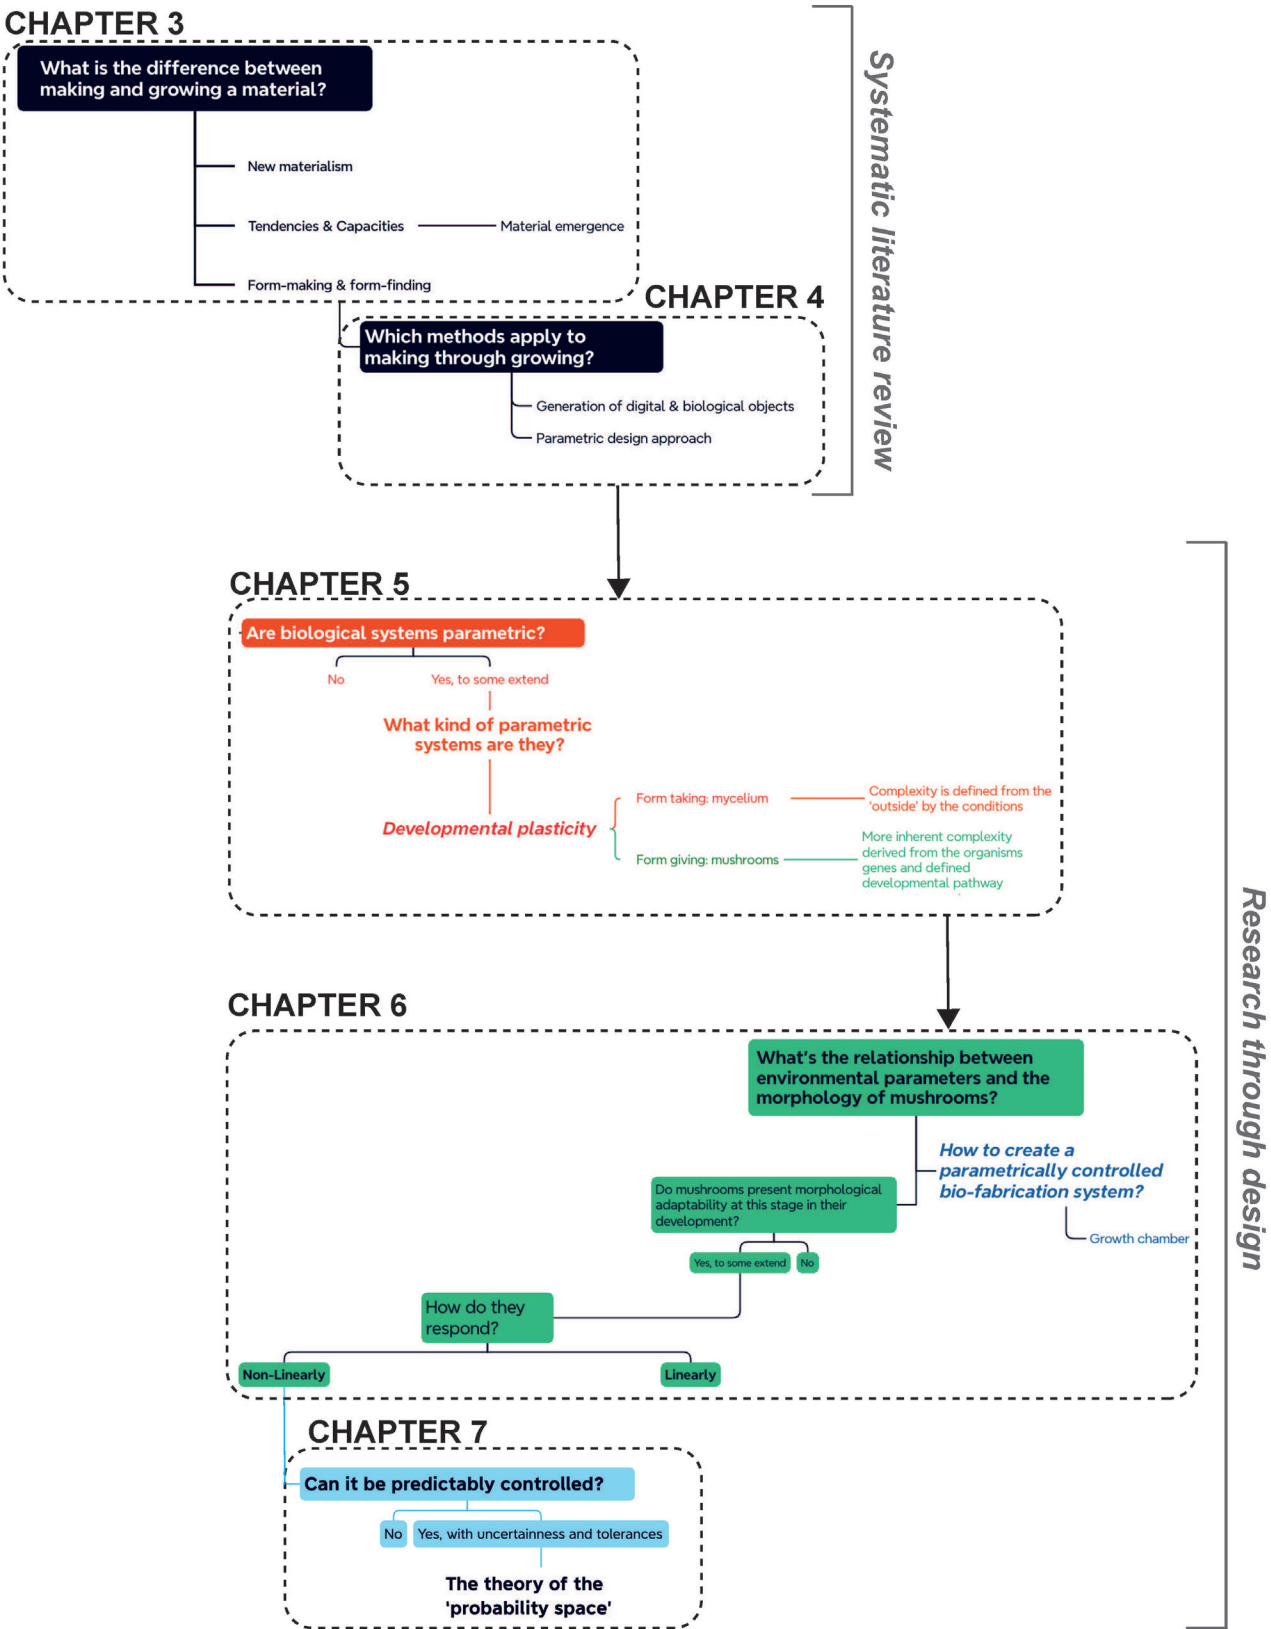 CHAPTER 3
What is the difference between
making and growing a material?
New materialism
Tendencies & Capacities
Material emergence
Form-making & form-finding
Systematic literature review
CHAPTER 4
Which methods apply to
making through growing?
Generation of digital & biological objects
Parametric design approach
CHAPTER 5
Are biological systems parametric?
No
Yes, to some extend
What kind of parametric
systems are they?
Developmental plasticity
Form taking: mycelium
Complexity is defined from the
'outside' by the conditions
Form giving: mushrooms
More inherent complexity
derived from the organisms
genes and defined
developmental pathway
Research through design
CHAPTER 6
What's the relationship between
environmental parameters and the
morphology of mushrooms?
How to create a
parametrically controlled
bio-fabrication system?
Growth chamber
Do mushrooms present morphological
adaptability at this stage in their
development?
Yes, to some extend
No
How do they
respond?
Non-Linearly
Linearly
CHAPTER 7
Can it be predictably controlled?
No
Yes, with uncertainness and tolerances
The theory of the
'probability space'